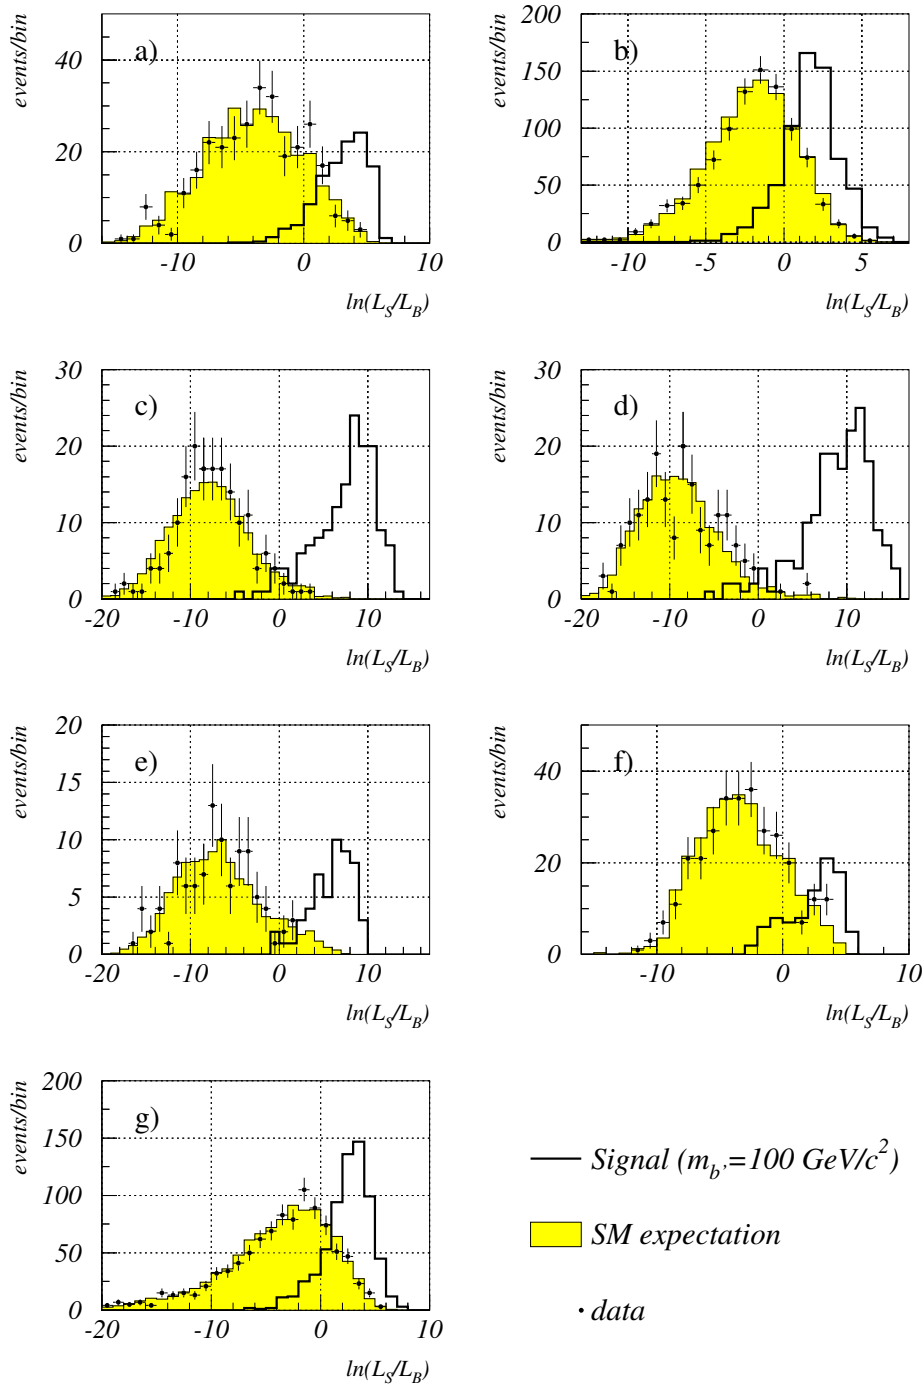 events/bin
40
20
0
a)
-10 0 10
ln(L_S/L_B)
events/bin
200
150
100
50
0
b)
-10 -5 0 5
ln(L_S/L_B)
events/bin
30
20
10
0
c)
-20 -10 0 10
ln(L_S/L_B)
events/bin
30
20
10
0
d)
-20 -10 0 10
ln(L_S/L_B)
events/bin
20
15
10
5
0
e)
-20 -10 0 10
ln(L_S/L_B)
events/bin
40
20
0
f)
-10 0 10
ln(L_S/L_B)
events/bin
200
150
100
50
0
g)
-20 -10 0 10
ln(L_S/L_B)
Signal (m_b'=100 GeV/c²)
SM expectation
data